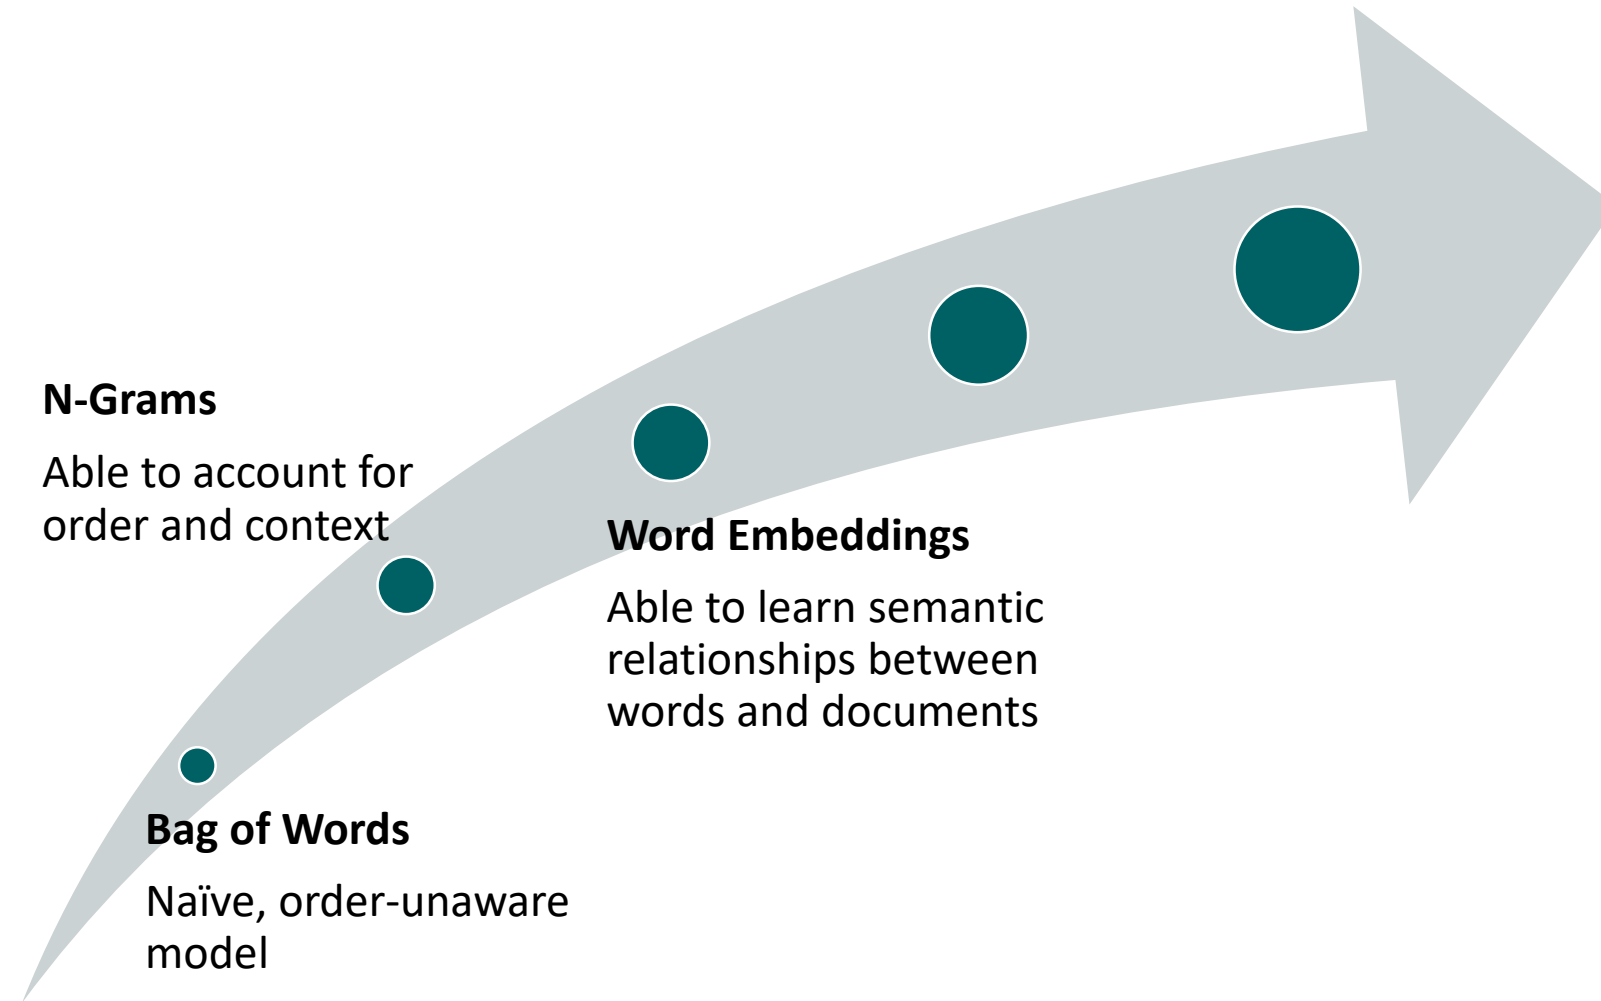 N-Grams
Able to account for
order and context
Word Embeddings
Able to learn semantic
relationships between
words and documents
Bag of Words
Naïve, order-unaware
model